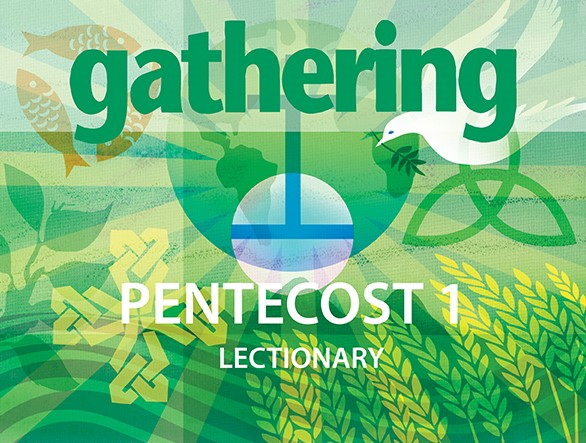 gathering
PENTECOST 1
LECTIONARY